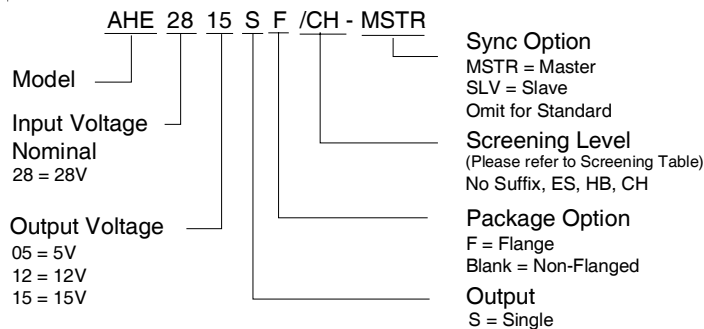 AHE 28 15 S F /CH - MSTR
Model
Input Voltage
Nominal
28 = 28V
Output Voltage
05 = 5V
12 = 12V
15 = 15V
Sync Option
MSTR = Master
SLV = Slave
Omit for Standard
Screening Level
(Please refer to Screening Table)
No Suffix, ES, HB, CH
Package Option
F = Flange
Blank = Non-Flanged
Output
S = Single